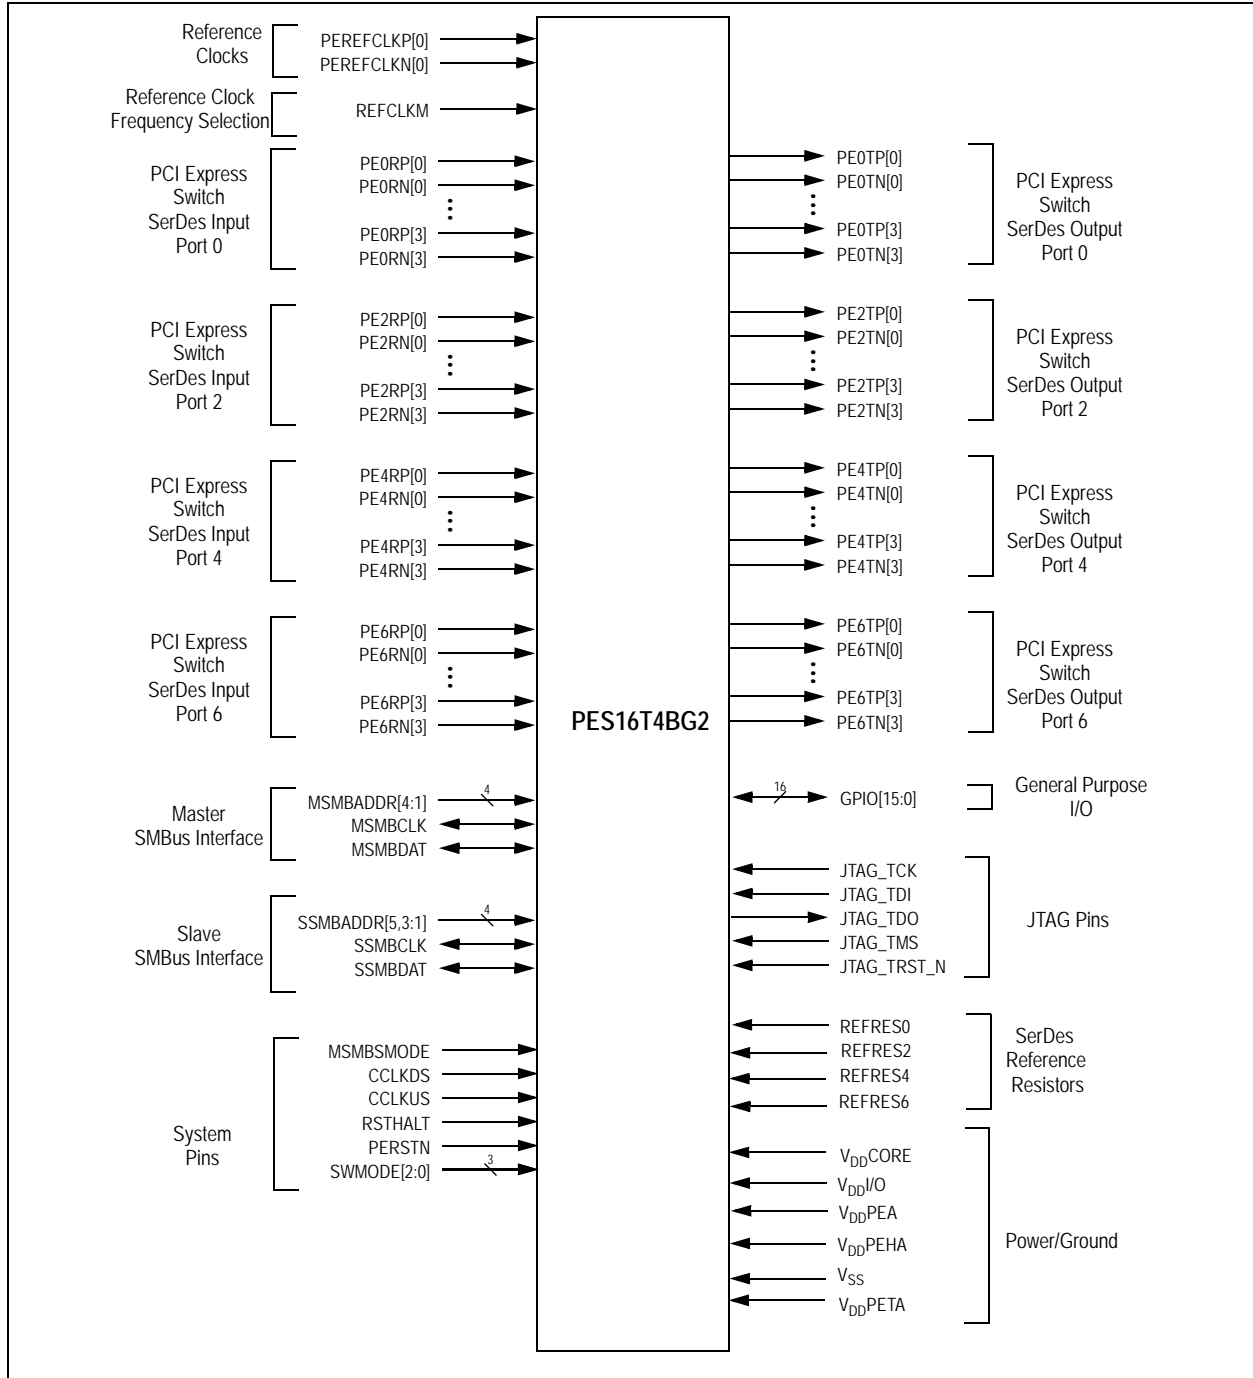 Reference
Clocks
PEREFCLKP[0]
PEREFCLKN[0]
Reference Clock
Frequency Selection
REFCLKM
PCI Express
Switch
SerDes Input
Port 0
PE0RP[0]
PE0RN[0]
PE0RP[3]
PE0RN[3]
PCI Express
Switch
SerDes Input
Port 2
PE2RP[0]
PE2RN[0]
PE2RP[3]
PE2RN[3]
PCI Express
Switch
SerDes Input
Port 4
PE4RP[0]
PE4RN[0]
PE4RP[3]
PE4RN[3]
PCI Express
Switch
SerDes Input
Port 6
PE6RP[0]
PE6RN[0]
PE6RP[3]
PE6RN[3]
Master
SMBus Interface
MSMBADDR[4:1]
4
MSMBCLK
MSMBDAT
Slave
SMBus Interface
SSMBADDR[5,3:1]
4
SSMBCLK
SSMBDAT
System
Pins
MSMBSMODE
CCLKDS
CCLKUS
RSTHALT
PERSTN
SWMODE[2:0]
3
PES16T4BG2
PE0TP[0]
PE0TN[0]
PE0TP[3]
PE0TN[3]
PCI Express
Switch
SerDes Output
Port 0
PE2TP[0]
PE2TN[0]
PE2TP[3]
PE2TN[3]
PCI Express
Switch
SerDes Output
Port 2
PE4TP[0]
PE4TN[0]
PE4TP[3]
PE4TN[3]
PCI Express
Switch
SerDes Output
Port 4
PE6TP[0]
PE6TN[0]
PE6TP[3]
PE6TN[3]
PCI Express
Switch
SerDes Output
Port 6
16
GPIO[15:0]
General Purpose
I/O
JTAG_TCK
JTAG_TDI
JTAG_TDO
JTAG_TMS
JTAG_TRST_N
JTAG Pins
REFRES0
REFRES2
REFRES4
REFRES6
SerDes
Reference
Resistors
VDDCORE
VDDI/O
VDDPEA
VDDPEHA
VSS
VDDPETA
Power/Ground